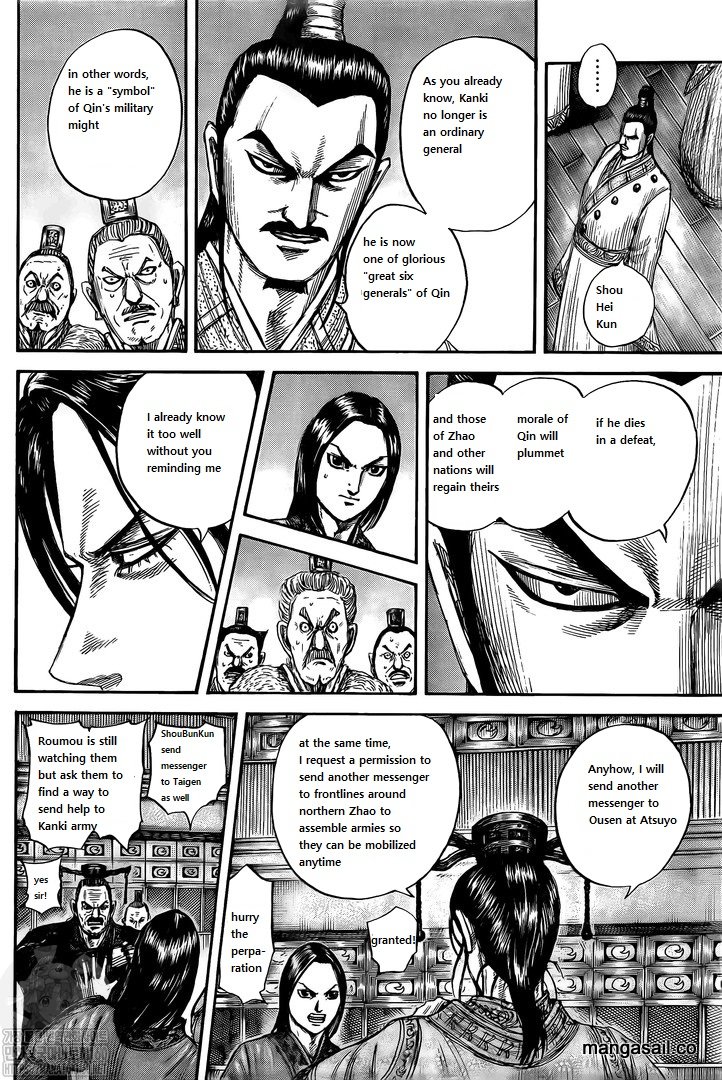 ......
Shou
Hei
Kun
As you already
know, Kanki
no longer is
an ordinary
general
he is now
one of glorious
"great six
generals" of Qin
in other words,
he is a "symbol"
of Qin's military
might
if he dies
in a defeat,
morale of
Qin will
plummet
and those
of Zhao
and other
nations will
regain theirs
I already know
it too well
without you
reminding me
Anyhow, I will
send another
messenger to
Ousen at Atsuyo
at the same time,
I request a permission to
send another messenger
to frontlines around
northern Zhao to
assemble armies so
they can be mobilized
anytime
granted!
hurry
the
perpa-
ration
ShouBunKun
send
messenger
to Taigen
as well
Roumou is still
watching them
but ask them to
find a way to
send help to
Kanki army
yes
sir!
mangasail.co